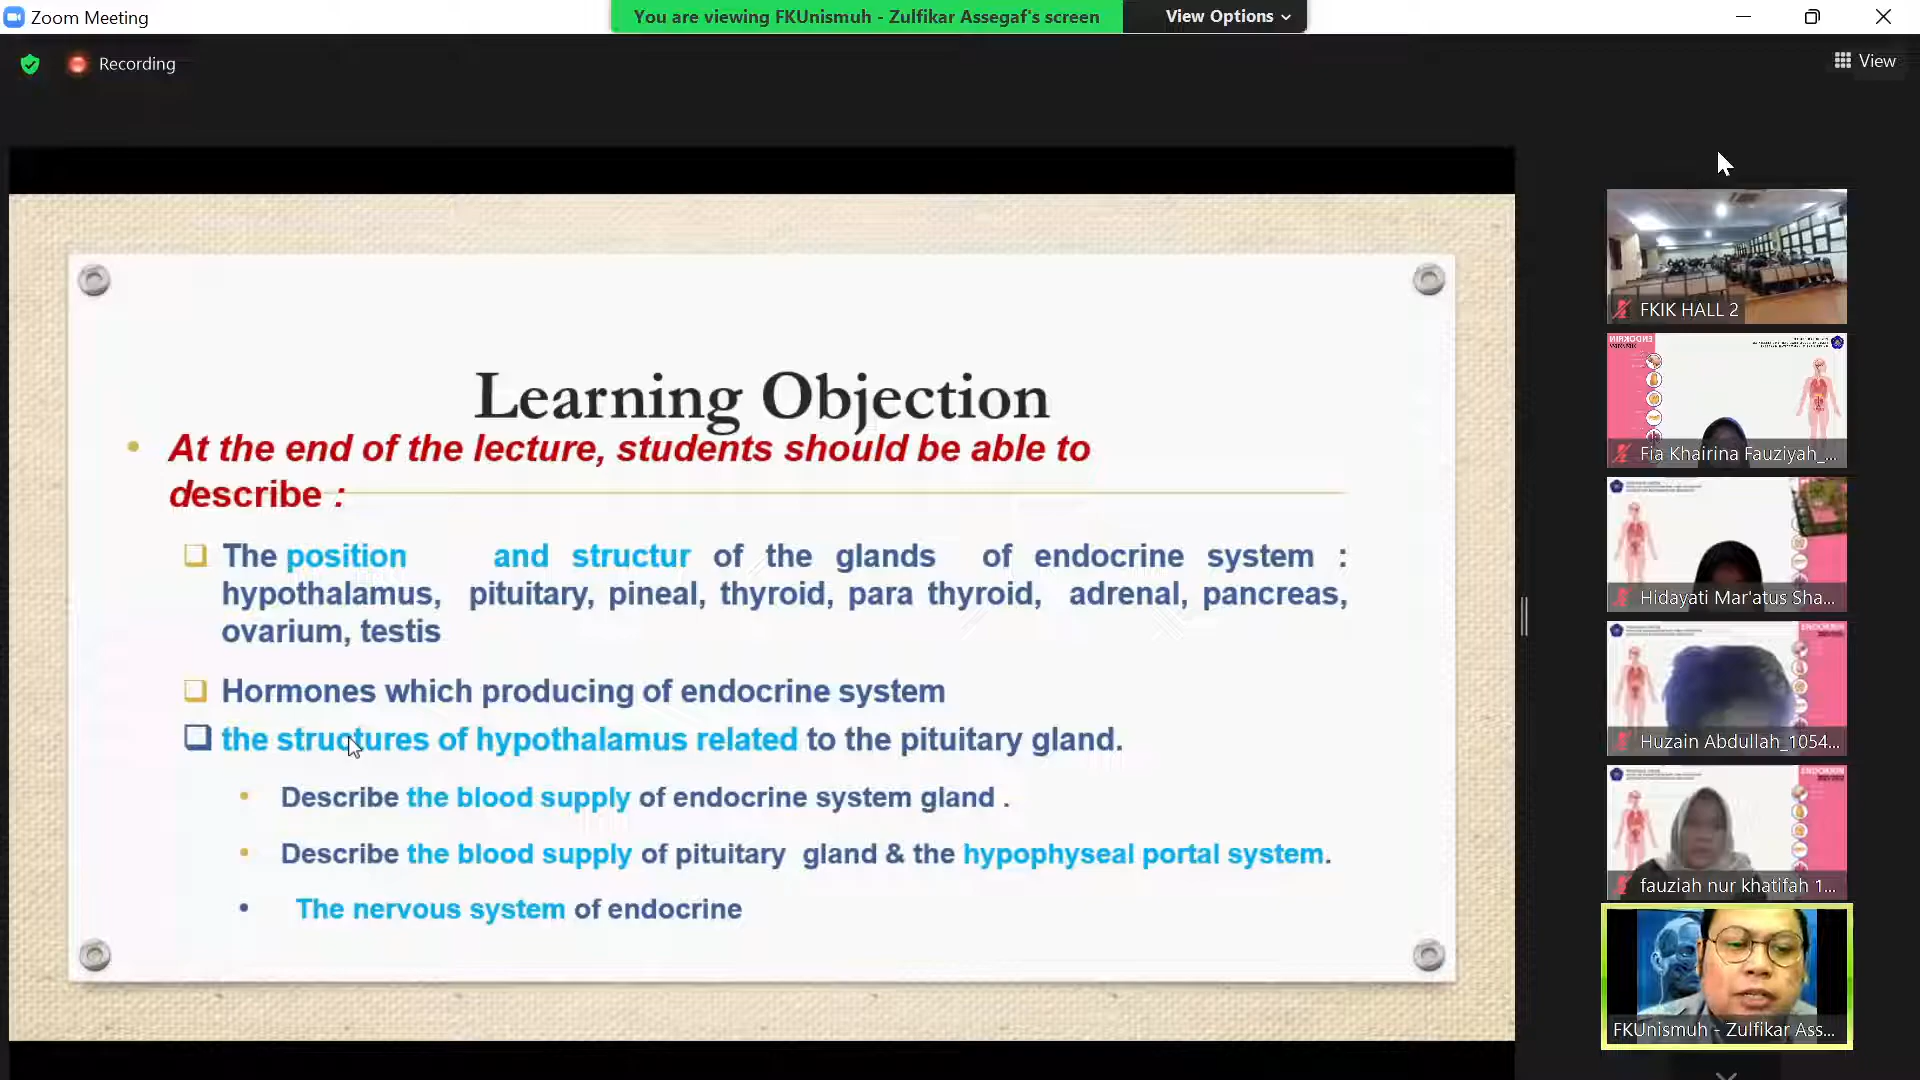 Zoom Meeting
You are viewing FKUnismuh - Zulfikar Assegaf's screen
View Options
Recording
View
Learning Objection
At the end of the lecture, students should be able to
describe :
The position and structur of the glands of endocrine system :
hypothalamus, pituitary, pineal, thyroid, para thyroid, adrenal, pancreas,
ovarium, testis
Hormones which producing of endocrine system
the structures of hypothalamus related to the pituitary gland.
Describe the blood supply of endocrine system gland .
Describe the blood supply of pituitary gland & the hypophyseal portal system.
The nervous system of endocrine
FKIK HALL 2
Fia Khairina Fauziyah_...
Hidayati Mar'atus Sha...
ENDOKRIN
Huzain Abdullah_1054...
ENDOKRIN
fauziah nur khatifah 1...
FKUnismuh - Zulfikar Ass...